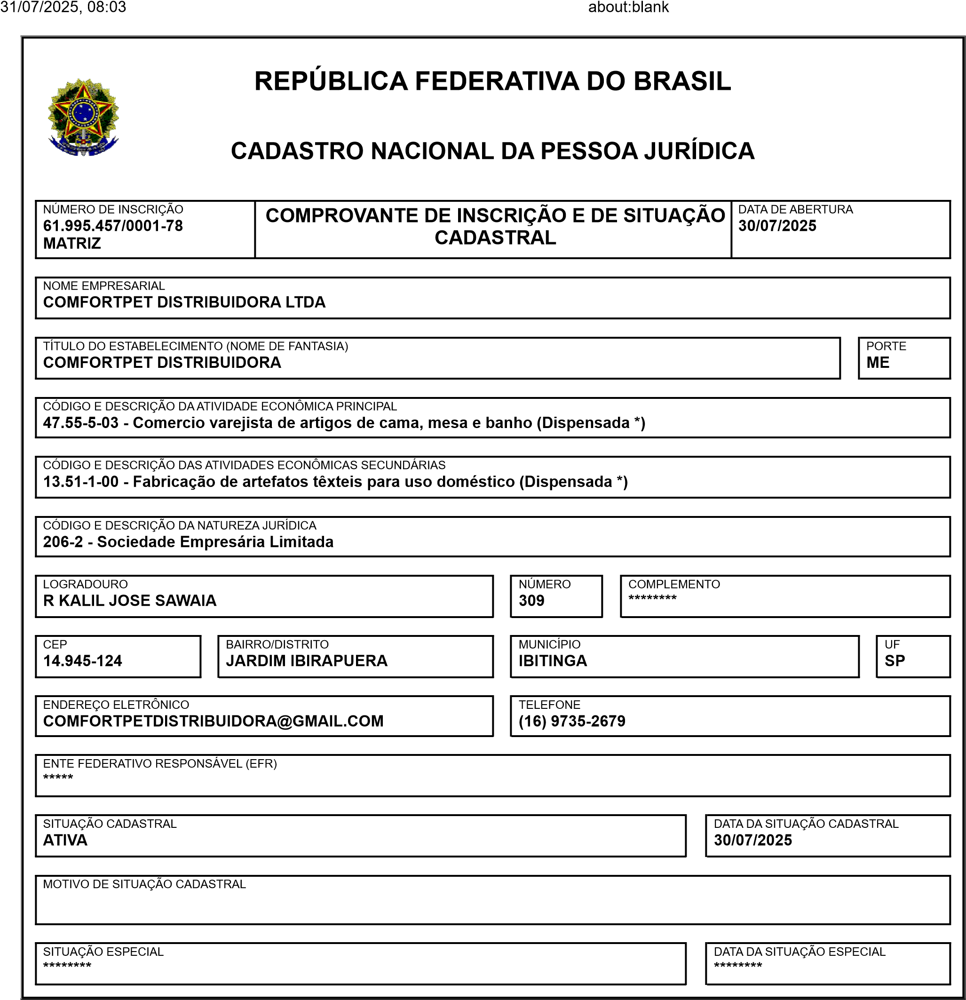 31/07/2025, 08:03
about:blank
REPÚBLICA FEDERATIVA DO BRASIL
CADASTRO NACIONAL DA PESSOA JURÍDICA
NÚMERO DE INSCRIÇÃO
61.995.457/0001-78
MATRIZ
COMPROVANTE DE INSCRIÇÃO E DE SITUAÇÃO
CADASTRAL
DATA DE ABERTURA
30/07/2025
NOME EMPRESARIAL
COMFORTPET DISTRIBUIDORA LTDA
TÍTULO DO ESTABELECIMENTO (NOME DE FANTASIA)
COMFORTPET DISTRIBUIDORA
PORTE
ME
CÓDIGO E DESCRIÇÃO DA ATIVIDADE ECONÔMICA PRINCIPAL
47.55-5-03 - Comercio varejista de artigos de cama, mesa e banho (Dispensada *)
CÓDIGO E DESCRIÇÃO DAS ATIVIDADES ECONÔMICAS SECUNDÁRIAS
13.51-1-00 - Fabricação de artefatos têxteis para uso doméstico (Dispensada *)
CÓDIGO E DESCRIÇÃO DA NATUREZA JURÍDICA
206-2 - Sociedade Empresária Limitada
LOGRADOURO
R KALIL JOSE SAWAIA
NÚMERO
309
COMPLEMENTO
********
CEP
14.945-124
BAIRRO/DISTRITO
JARDIM IBIRAPUERA
MUNICÍPIO
IBITINGA
UF
SP
ENDEREÇO ELETRÔNICO
COMFORTPETDISTRIBUIDORA@GMAIL.COM
TELEFONE
(16) 9735-2679
ENTE FEDERATIVO RESPONSÁVEL (EFR)
*****
SITUAÇÃO CADASTRAL
ATIVA
DATA DA SITUAÇÃO CADASTRAL
30/07/2025
MOTIVO DE SITUAÇÃO CADASTRAL
SITUAÇÃO ESPECIAL
********
DATA DA SITUAÇÃO ESPECIAL
********